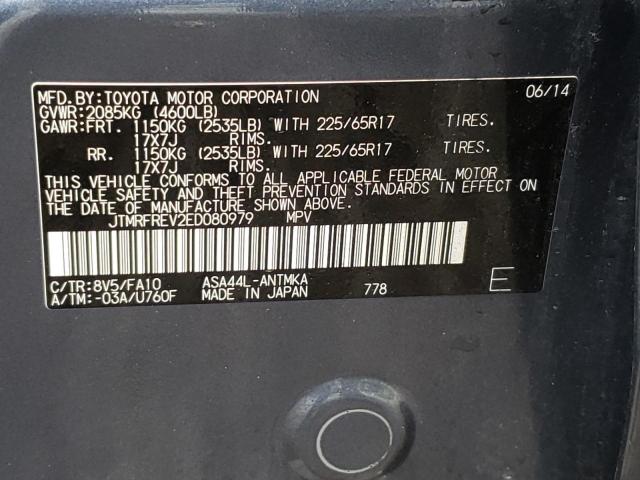 MFD.BY:TOYOTA MOTOR CORPORATION 06/14
GVWR:2085KG (4600LB)
GAWR:FRT. 1150KG (2535LB) WITH 225/65R17 TIRES.
17X7J RIMS.
RR. 1150KG (2535LB) WITH 225/65R17 TIRES.
17X7J RIMS.
THIS VEHICLE CONFORMS TO ALL APPLICABLE FEDERAL MOTOR
VEHICLE SAFETY AND THEFT PREVENTION STANDARDS IN EFFECT ON
THE DATE OF MANUFACTURE SHOWN ABOVE.
JTMRFREV2ED080979 MPV
C/TR:8V5/FA10 ASA44L-ANTMKA
A/TM:-03A/U760F MADE IN JAPAN 778 E